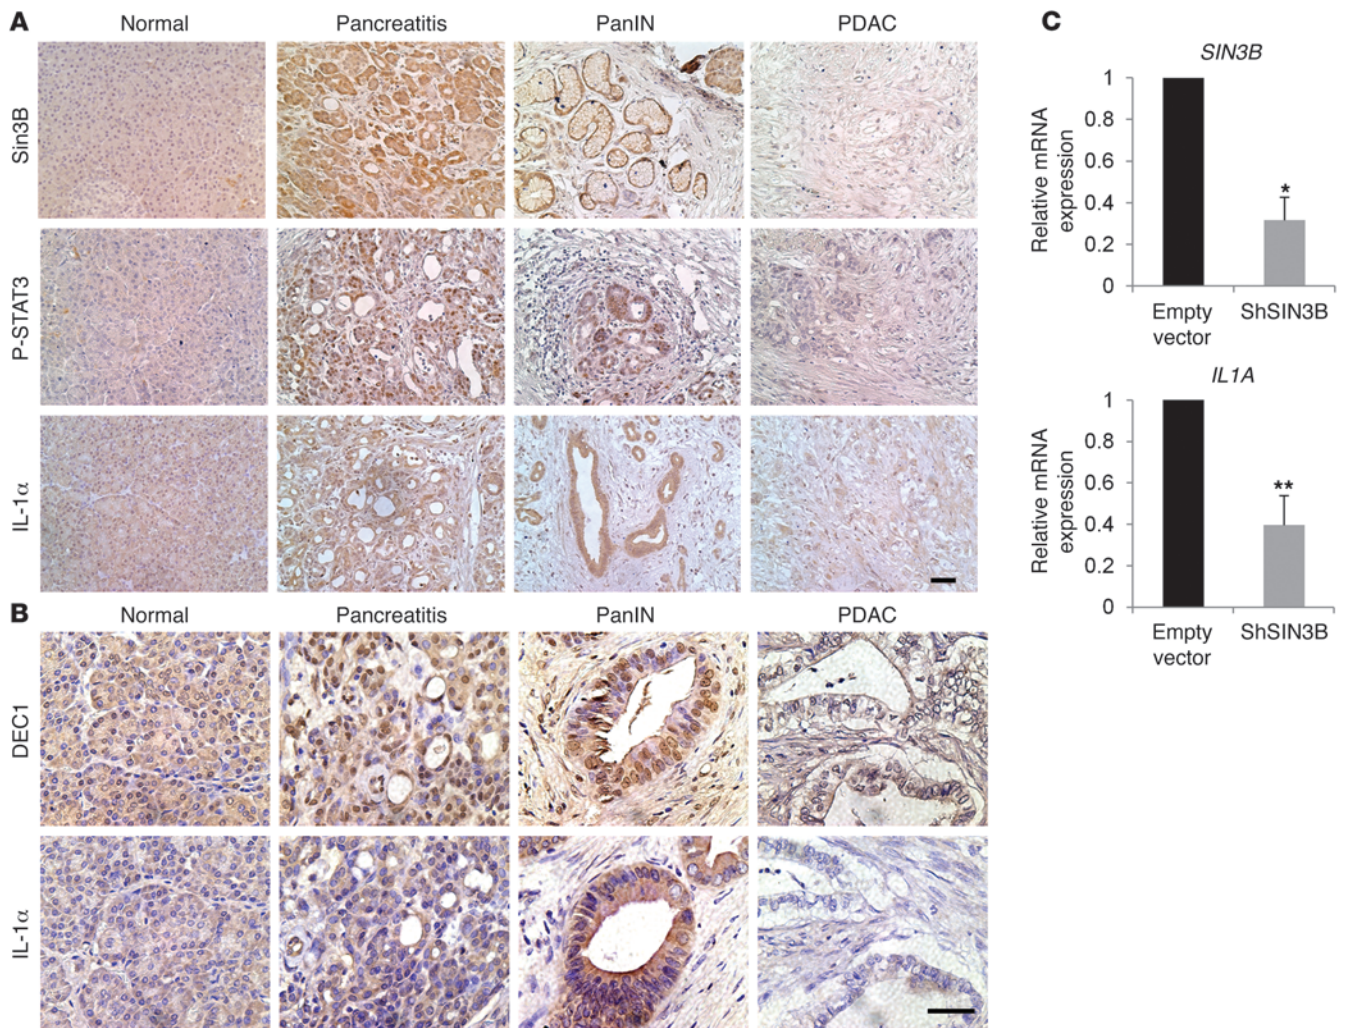 A
Normal
Pancreatitis
PanIN
PDAC
Sin3B
P-STAT3
IL-1α
B
Normal
Pancreatitis
PanIN
PDAC
DEC1
IL-1α
C
SIN3B
Relative mRNA
expression
1
0.8
0.6
0.4
0.2
0
*
Empty
vector
ShSIN3B
IL1A
Relative mRNA
expression
1
0.8
0.6
0.4
0.2
0
**
Empty
vector
ShSIN3B